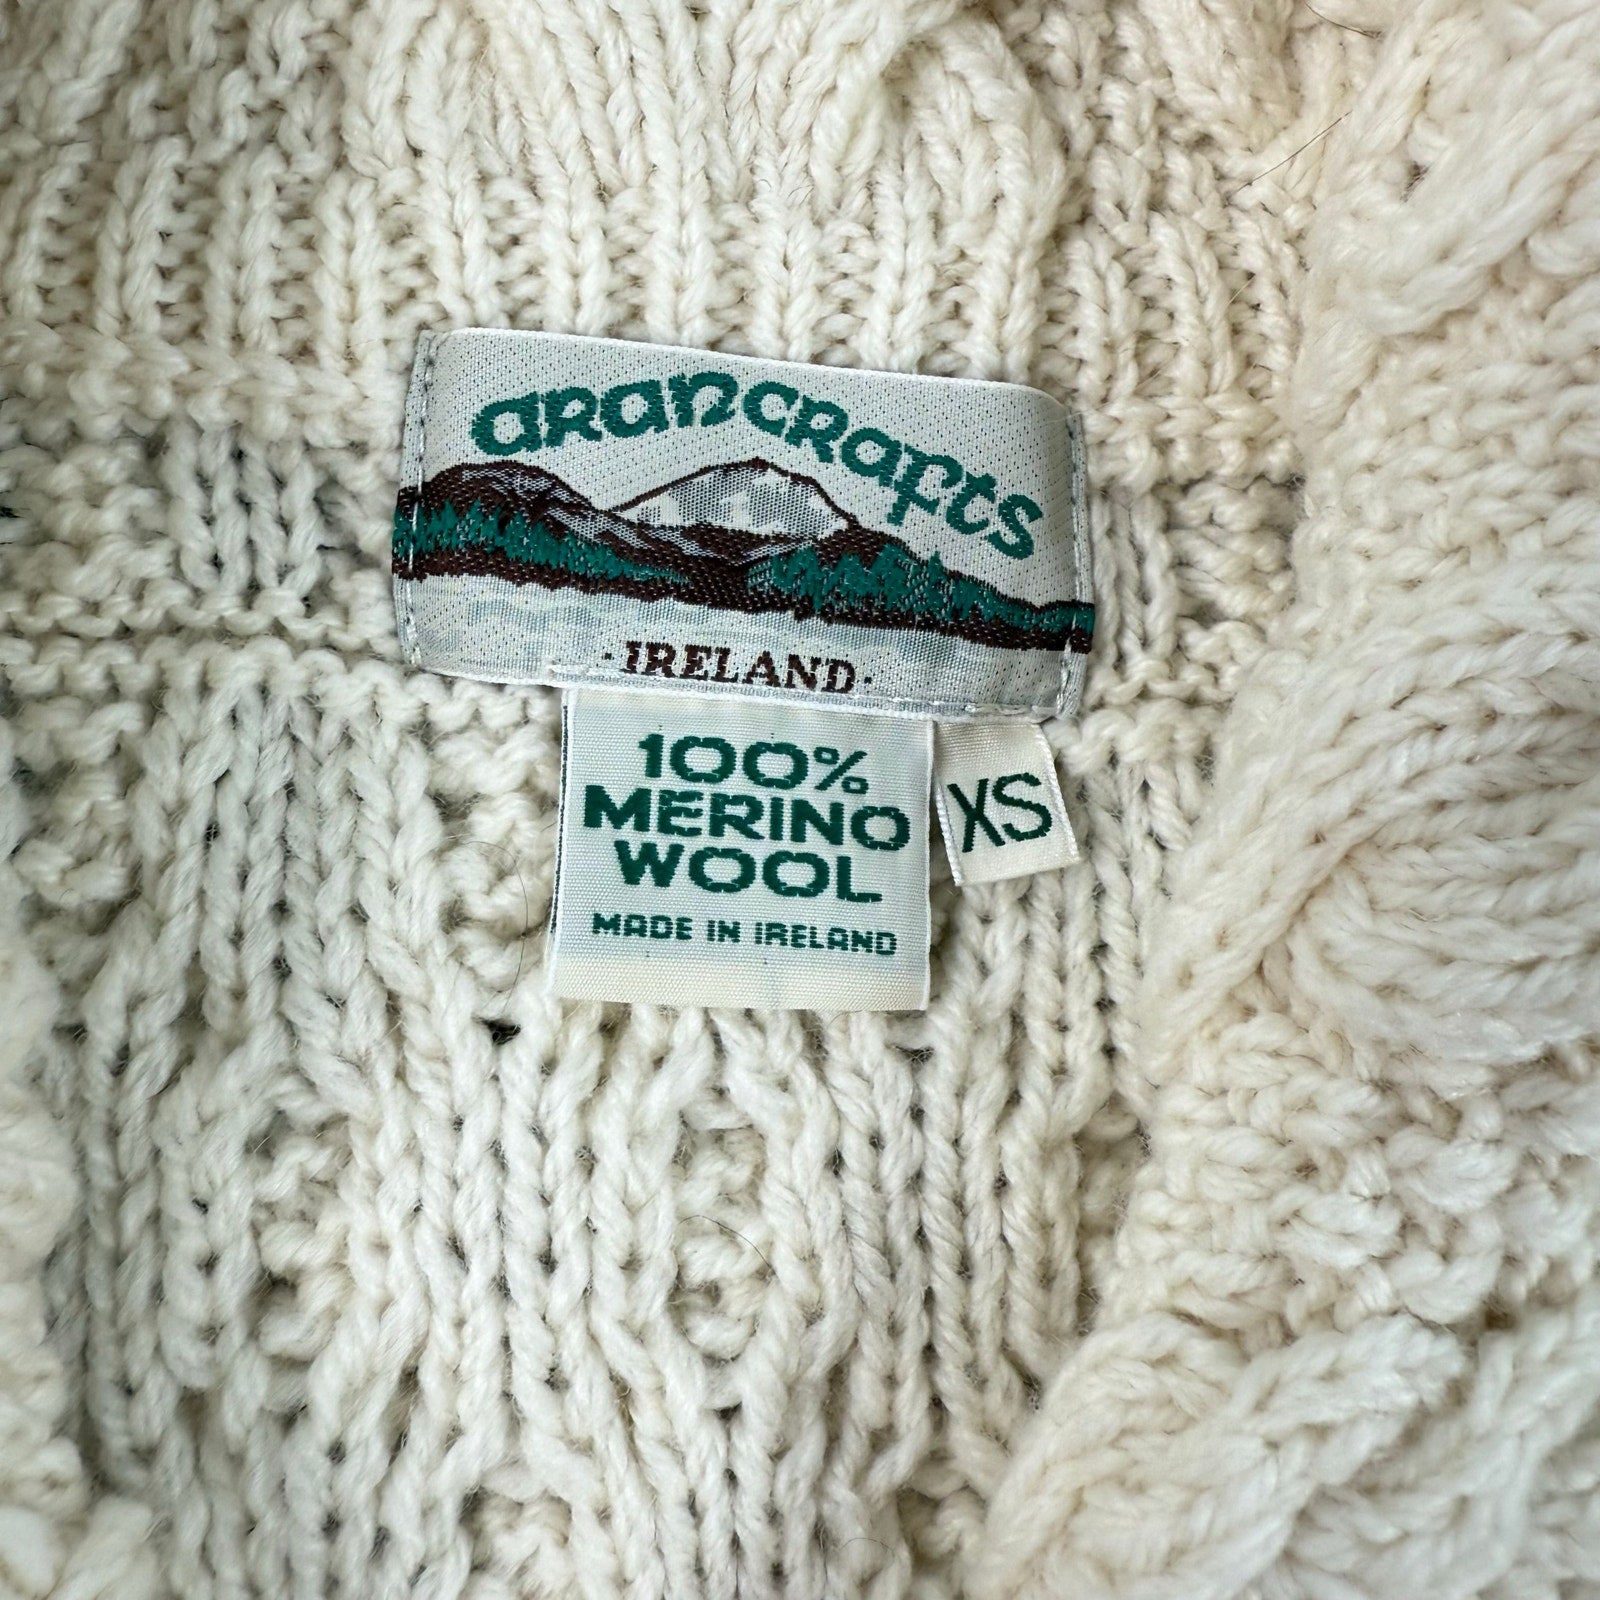 arancrafts
· IRELAND ·
100%
MERINO
WOOL
MADE IN IRELAND
XS